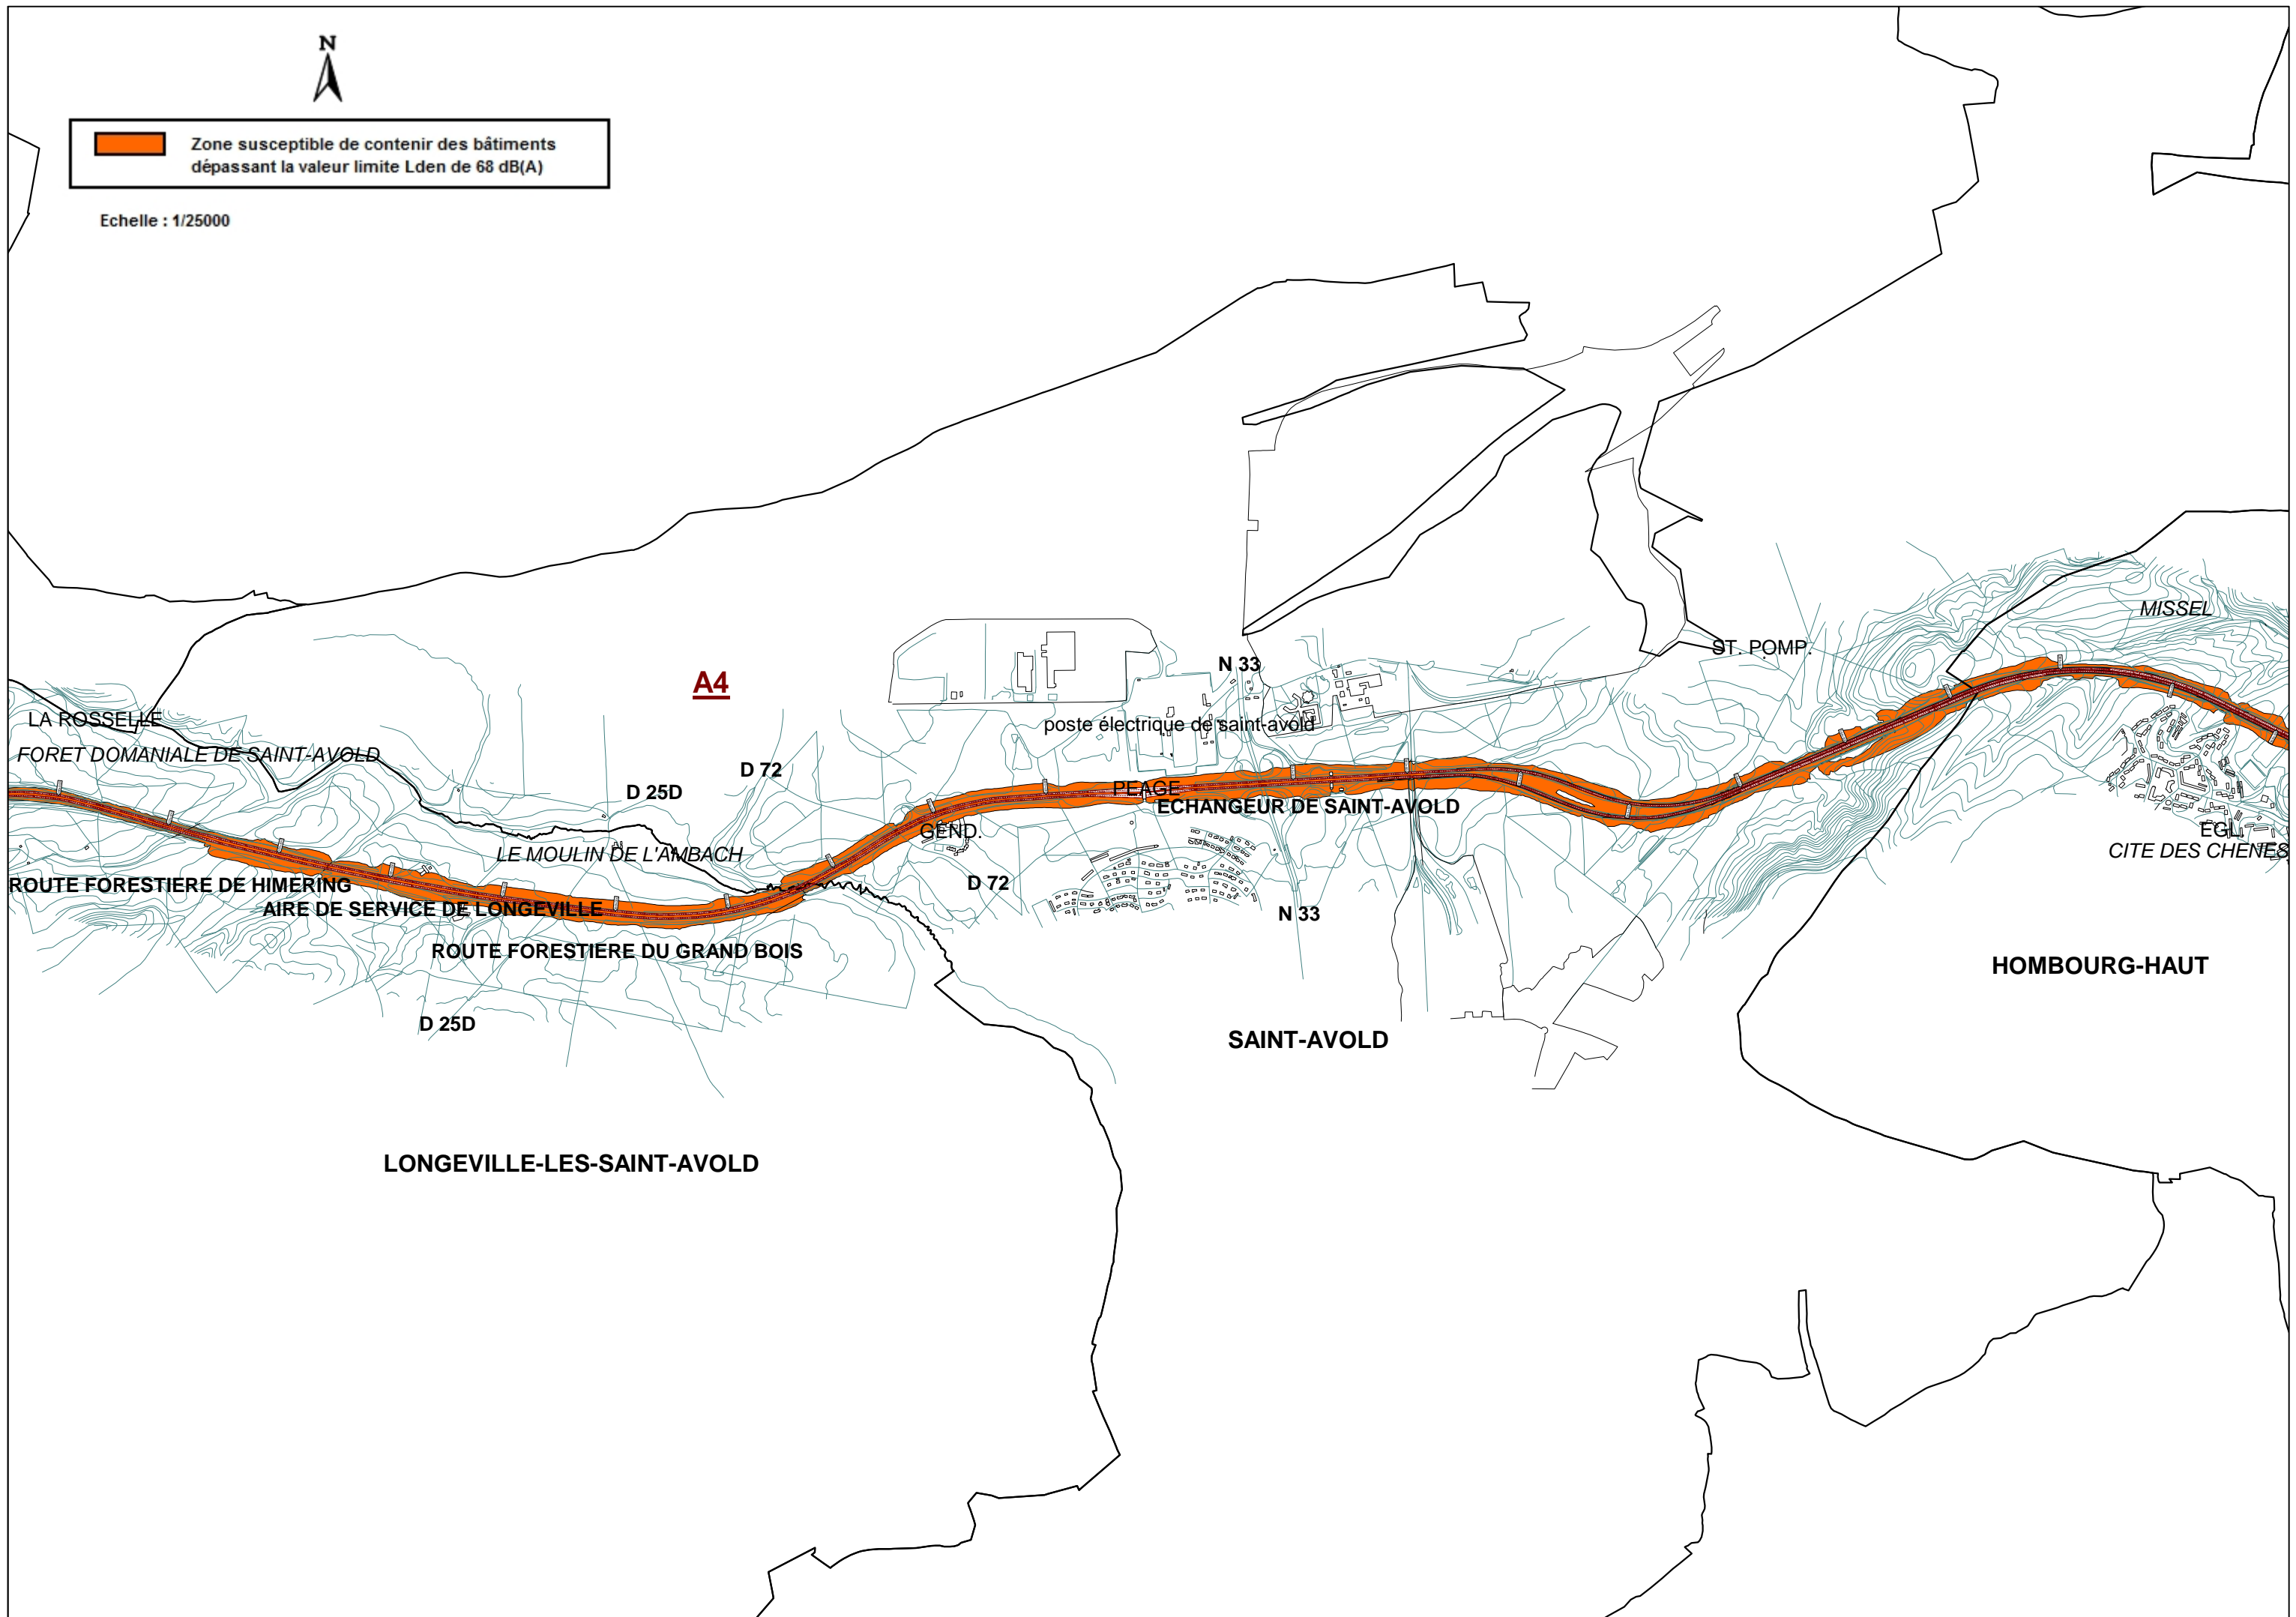 N
Zone susceptible de contenir des bâtiments
dépassant la valeur limite Lden de 68 dB(A)
Echelle : 1/25000
MISSEL
ST. POMP.
N 33
A4
LA ROSSELLE
poste électrique de saint-avold
FORET DOMANIALE DE SAINT-AVOLD
D 72
D 25D
PEAGE
ECHANGEUR DE SAINT-AVOLD
GEND.
EGL.
LE MOULIN DE L'AMBACH
CITE DES CHENES
ROUTE FORESTIERE DE HIMERING
D 72
AIRE DE SERVICE DE LONGEVILLE
N 33
ROUTE FORESTIERE DU GRAND BOIS
HOMBOURG-HAUT
D 25D
SAINT-AVOLD
LONGEVILLE-LES-SAINT-AVOLD